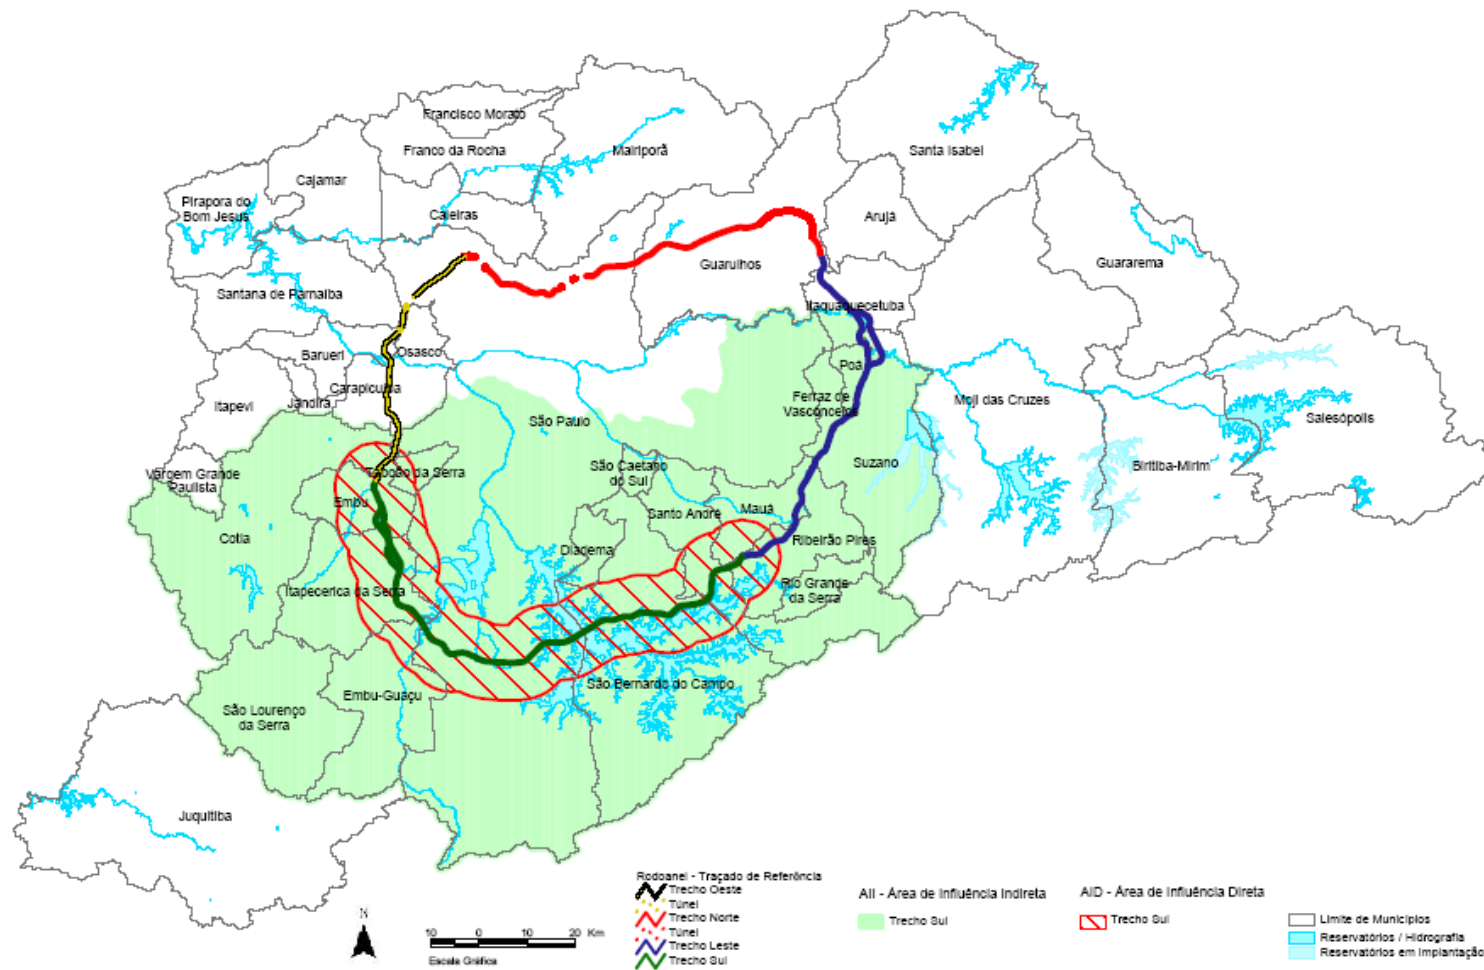 Francisco Morato
Franco da Rocha
Mairiporã
Santa Isabel
Cajamar
Pirapora do
Bom Jesus
Caieiras
Arujá
Guarulhos
Guararema
Santana de Parnaíba
Itaquaquecetuba
Barueri
Osasco
Poá
Carapicuíba
Jandira
Itapevi
Ferraz de
Vasconcelos
Moji das Cruzes
Salesópolis
São Paulo
Vargem Grande
Paulista
Taboão da Serra
São Caetano
do Sul
Suzano
Biritiba-Mirim
Embu
Santo André
Mauá
Cotia
Diadema
Ribeirão Pires
Itapecerica da Serra
Rio Grande
da Serra
Embu-Guaçu
São Bernardo do Campo
São Lourenço
da Serra
Juquitiba
N
10 0 10 20 Km
Escala Gráfica
Rodoanel - Traçado de Referência
Trecho Oeste
Túnel
Trecho Norte
Túnel
Trecho Leste
Trecho Sul
AII - Área de Influência Indireta
Trecho Sul
AID - Área de Influência Direta
Trecho Sul
Limite de Municípios
Reservatórios / Hidrografia
Reservatórios em Implantação